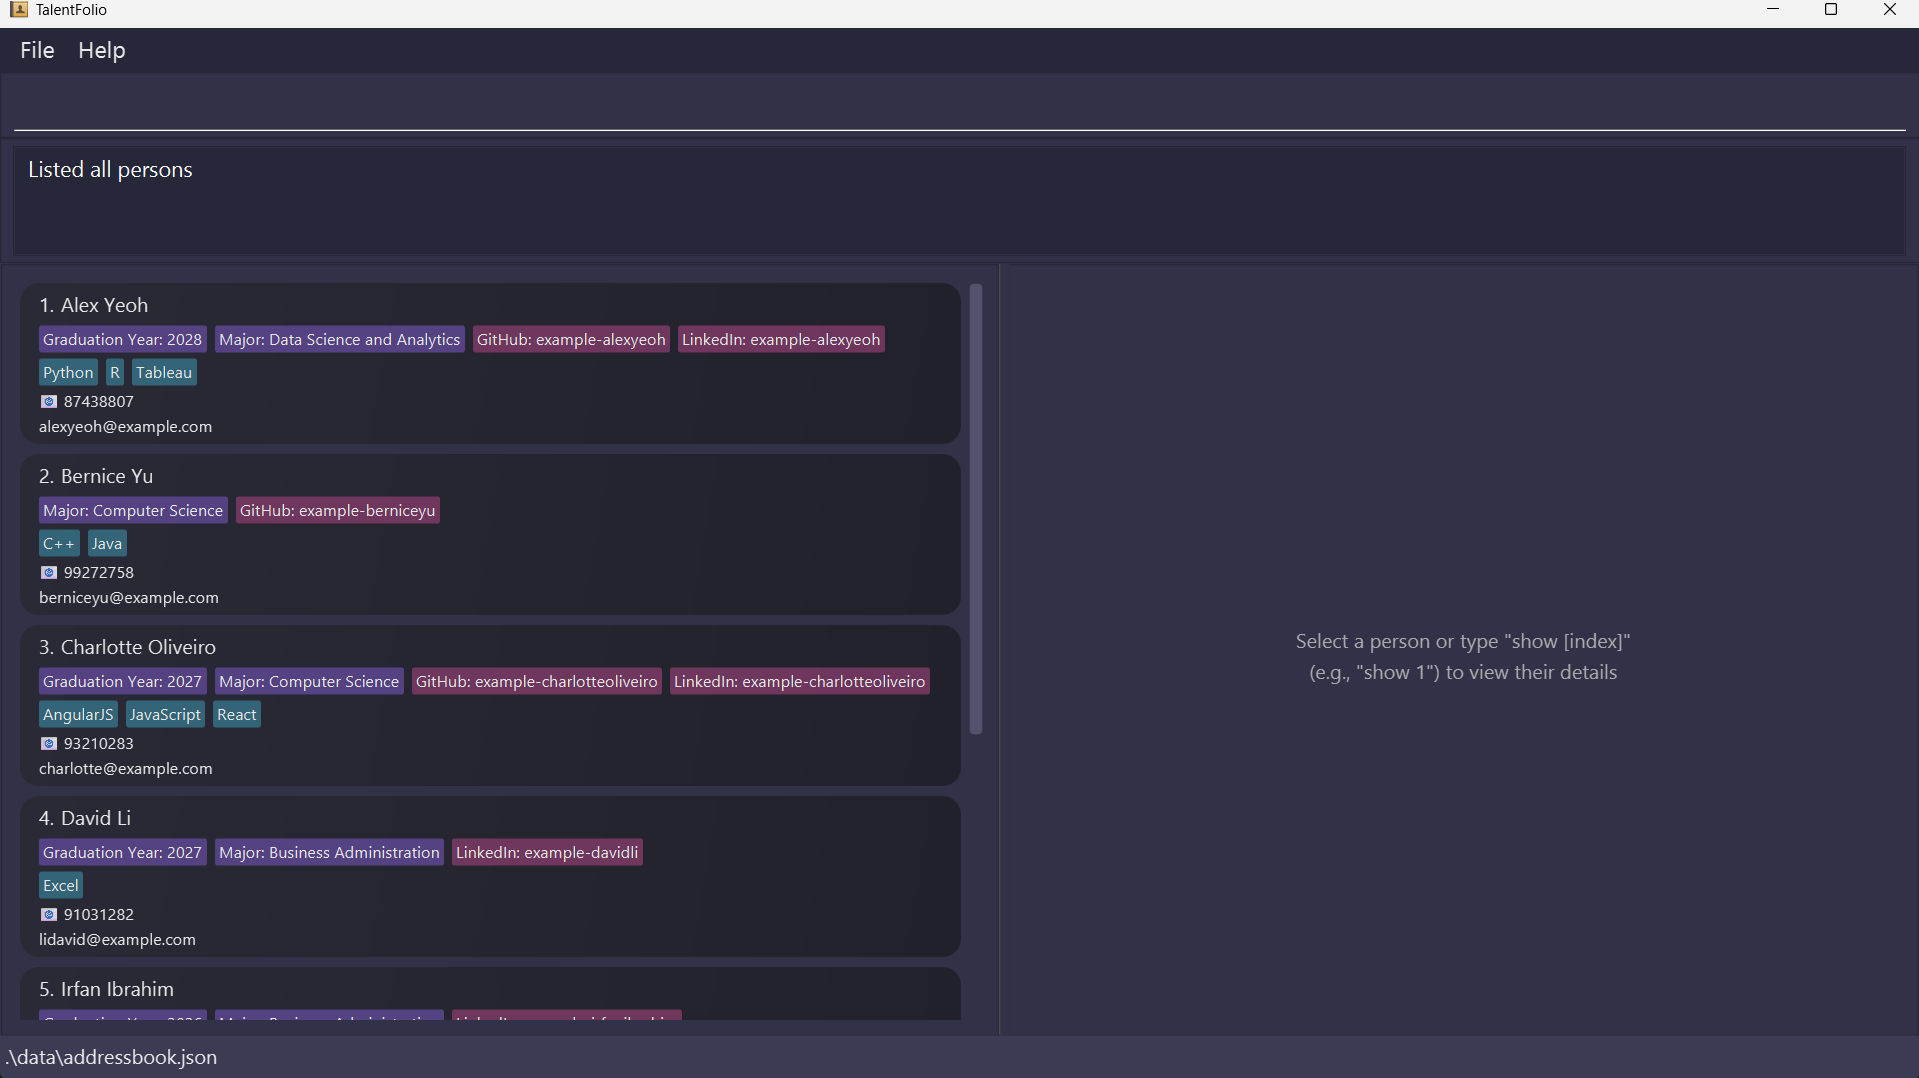 TalentFolio
File Help
Listed all persons
1. Alex Yeoh
Graduation Year: 2028 Major: Data Science and Analytics GitHub: example-alexyeoh LinkedIn: example-alexyeoh
Python R Tableau
87438807
alexyeoh@example.com
2. Bernice Yu
Major: Computer Science GitHub: example-berniceyu
C++ Java
99272758
berniceyu@example.com
3. Charlotte Oliveiro
Graduation Year: 2027 Major: Computer Science GitHub: example-charlotteoliveiro LinkedIn: example-charlotteoliveiro
AngularJS JavaScript React
93210283
charlotte@example.com
4. David Li
Graduation Year: 2027 Major: Business Administration LinkedIn: example-davidli
Excel
91031282
lidavid@example.com
5. Irfan Ibrahim
Select a person or type "show [index]"
(e.g., "show 1") to view their details
.\data\addressbook.json